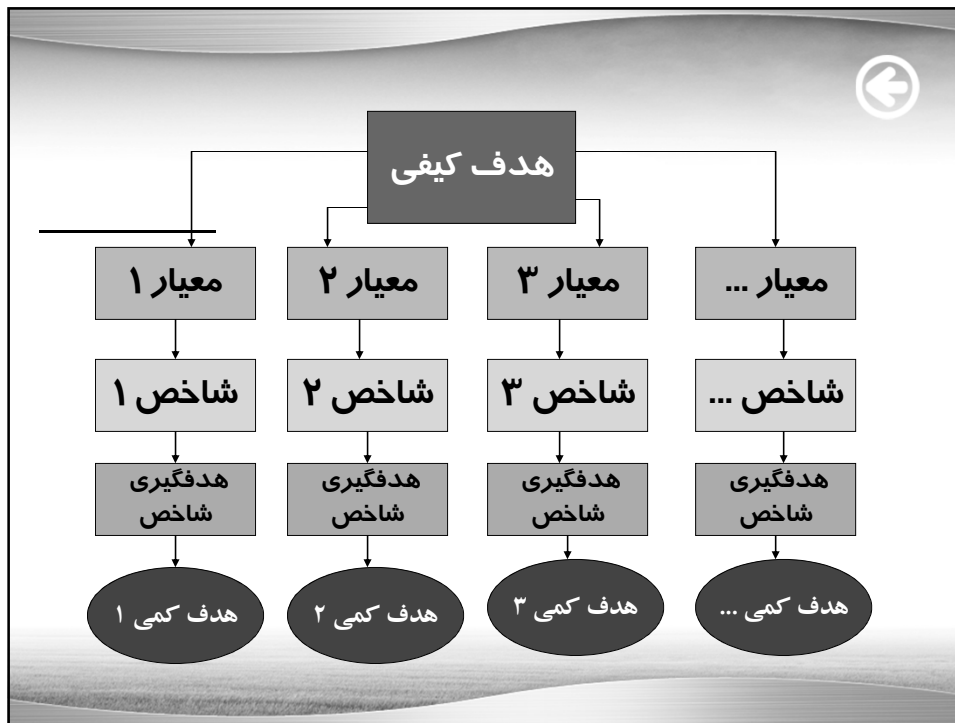 هدف کیفی
معیار ۱
معیار ۲
معیار ۳
معیار ...
شاخص ۱
شاخص ۲
شاخص ۳
شاخص ...
هدفگیری
شاخص
هدفگیری
شاخص
هدفگیری
شاخص
هدفگیری
شاخص
هدف کمی ۱
هدف کمی ۲
هدف کمی ۳
هدف کمی ...